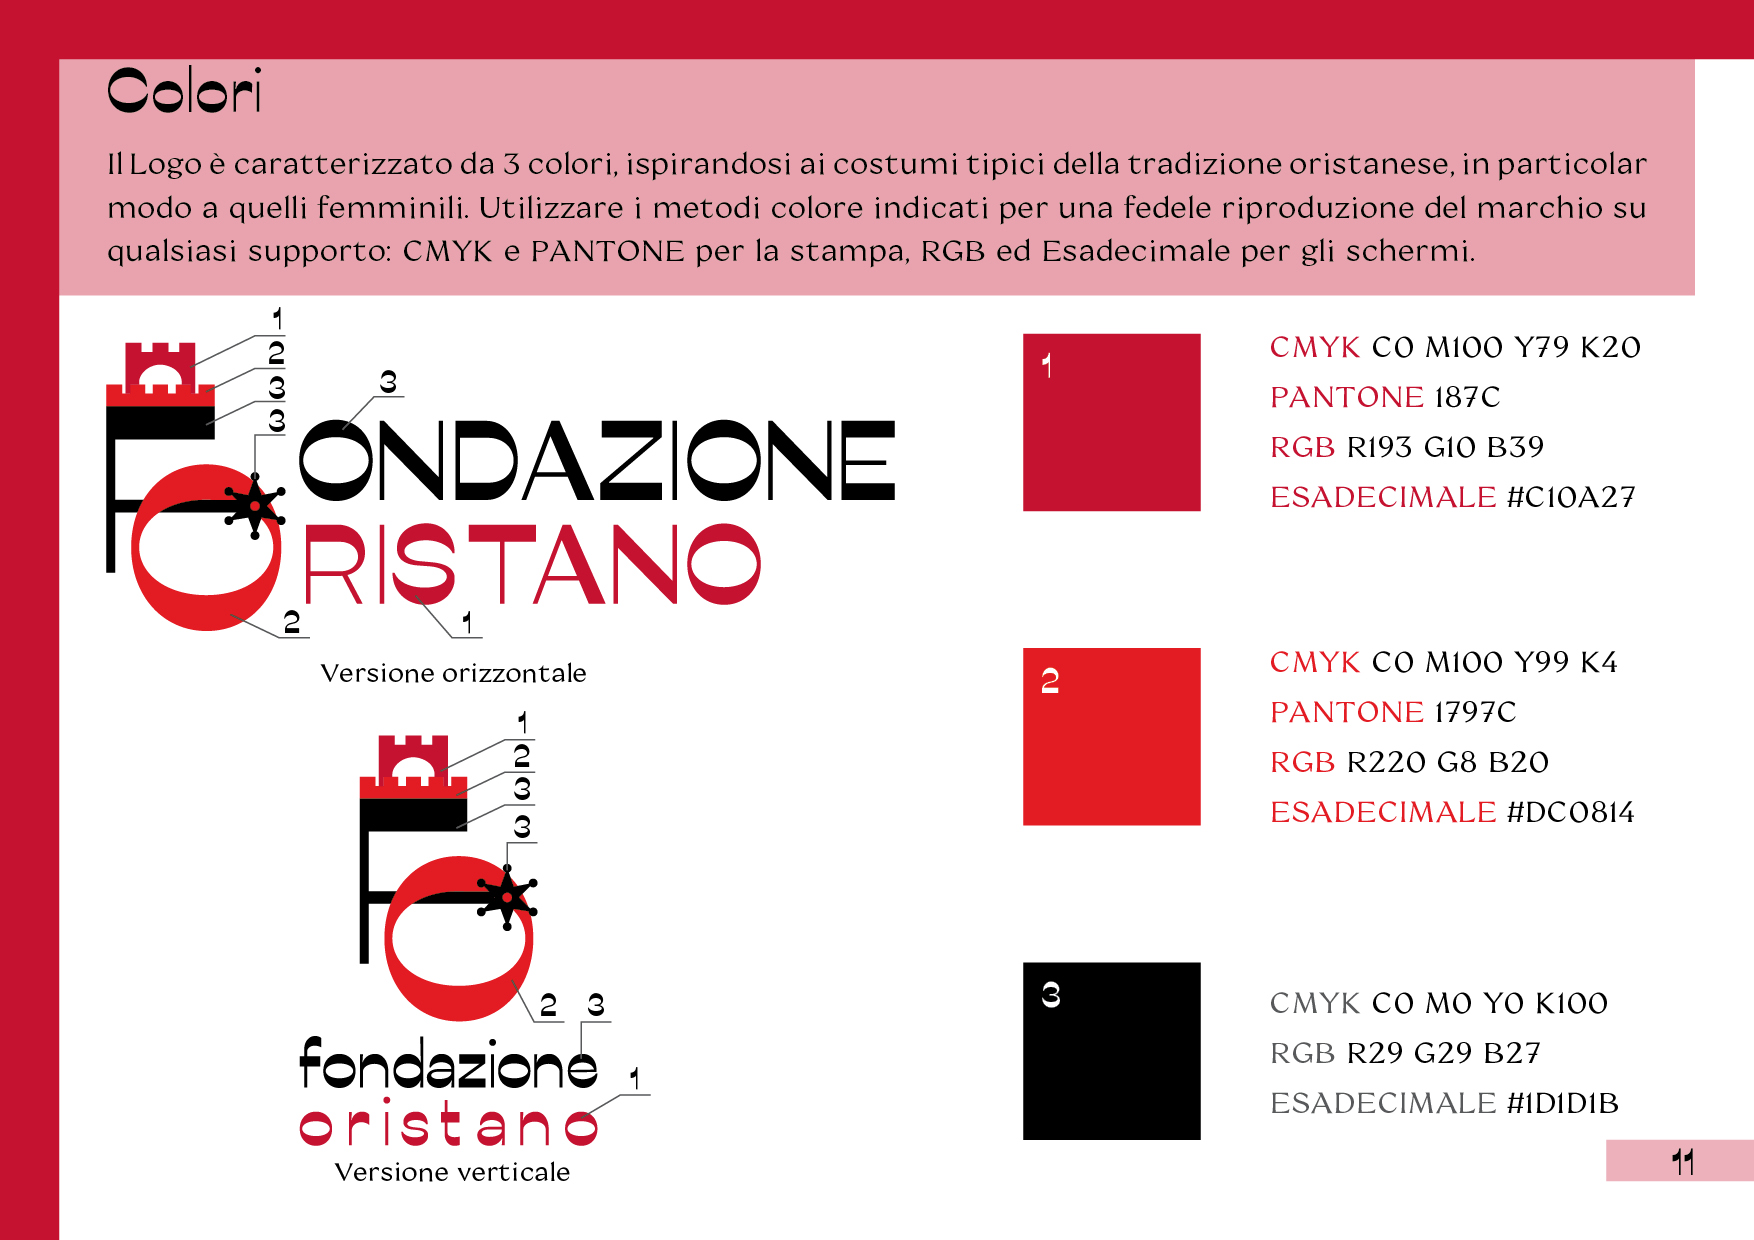 Colori
Il Logo è caratterizzato da 3 colori, ispirandosi ai costumi tipici della tradizione oristanese, in particolar
modo a quelli femminili. Utilizzare i metodi colore indicati per una fedele riproduzione del marchio su
qualsiasi supporto: CMYK e PANTONE per la stampa, RGB ed Esadecimale per gli schermi.
1
2
3
3
3
FONDAZIONE
ORISTANO
2
1
Versione orizzontale
1
2
3
3
2
3
fondazione
1
oristano
Versione verticale
1
CMYK C0 M100 Y79 K20
PANTONE 187C
RGB R193 G10 B39
ESADECIMALE #C10A27
2
CMYK C0 M100 Y99 K4
PANTONE 1797C
RGB R220 G8 B20
ESADECIMALE #DC0814
3
CMYK C0 M0 Y0 K100
RGB R29 G29 B27
ESADECIMALE #1D1D1B
11